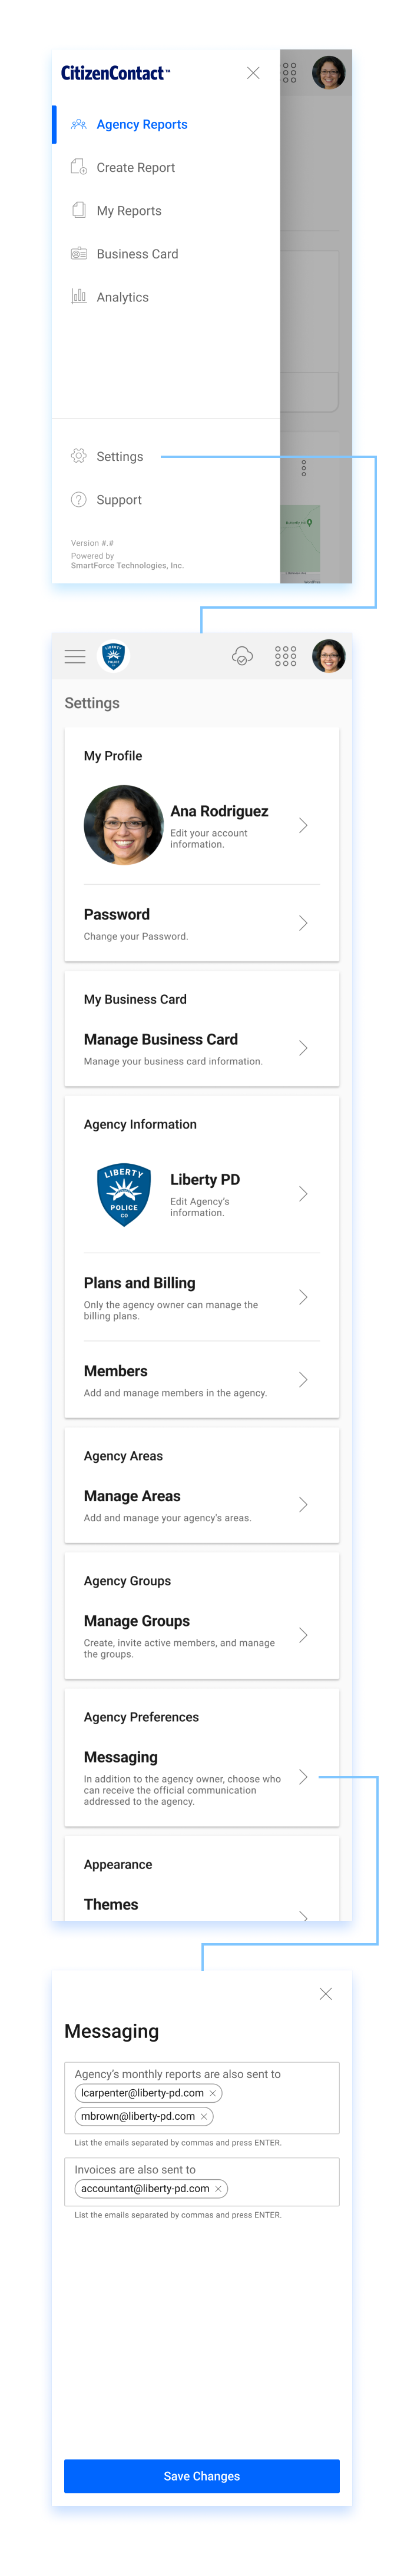 CitizenContact™
Agency Reports
Create Report
My Reports
Business Card
Analytics
Settings
Support
Version #.#
Powered by
SmartForce Technologies, Inc.
LIBERTY
POLICE
Settings
My Profile
Ana Rodriguez
Edit your account
information.
Password
Change your Password.
My Business Card
Manage Business Card
Manage your business card information.
Agency Information
LIBERTY
POLICE
CO
Liberty PD
Edit Agency's
information.
Plans and Billing
Only the agency owner can manage the
billing plans.
Members
Add and manage members in the agency.
Agency Areas
Manage Areas
Add and manage your agency's areas.
Agency Groups
Manage Groups
Create, invite active members, and manage
the groups.
Agency Preferences
Messaging
In addition to the agency owner, choose who
can receive the official communication
addressed to the agency.
Appearance
Themes
Messaging
Agency's monthly reports are also sent to
lcarpenter@liberty-pd.com
mbrown@liberty-pd.com
List the emails separated by commas and press ENTER.
Invoices are also sent to
accountant@liberty-pd.com
List the emails separated by commas and press ENTER.
Save Changes